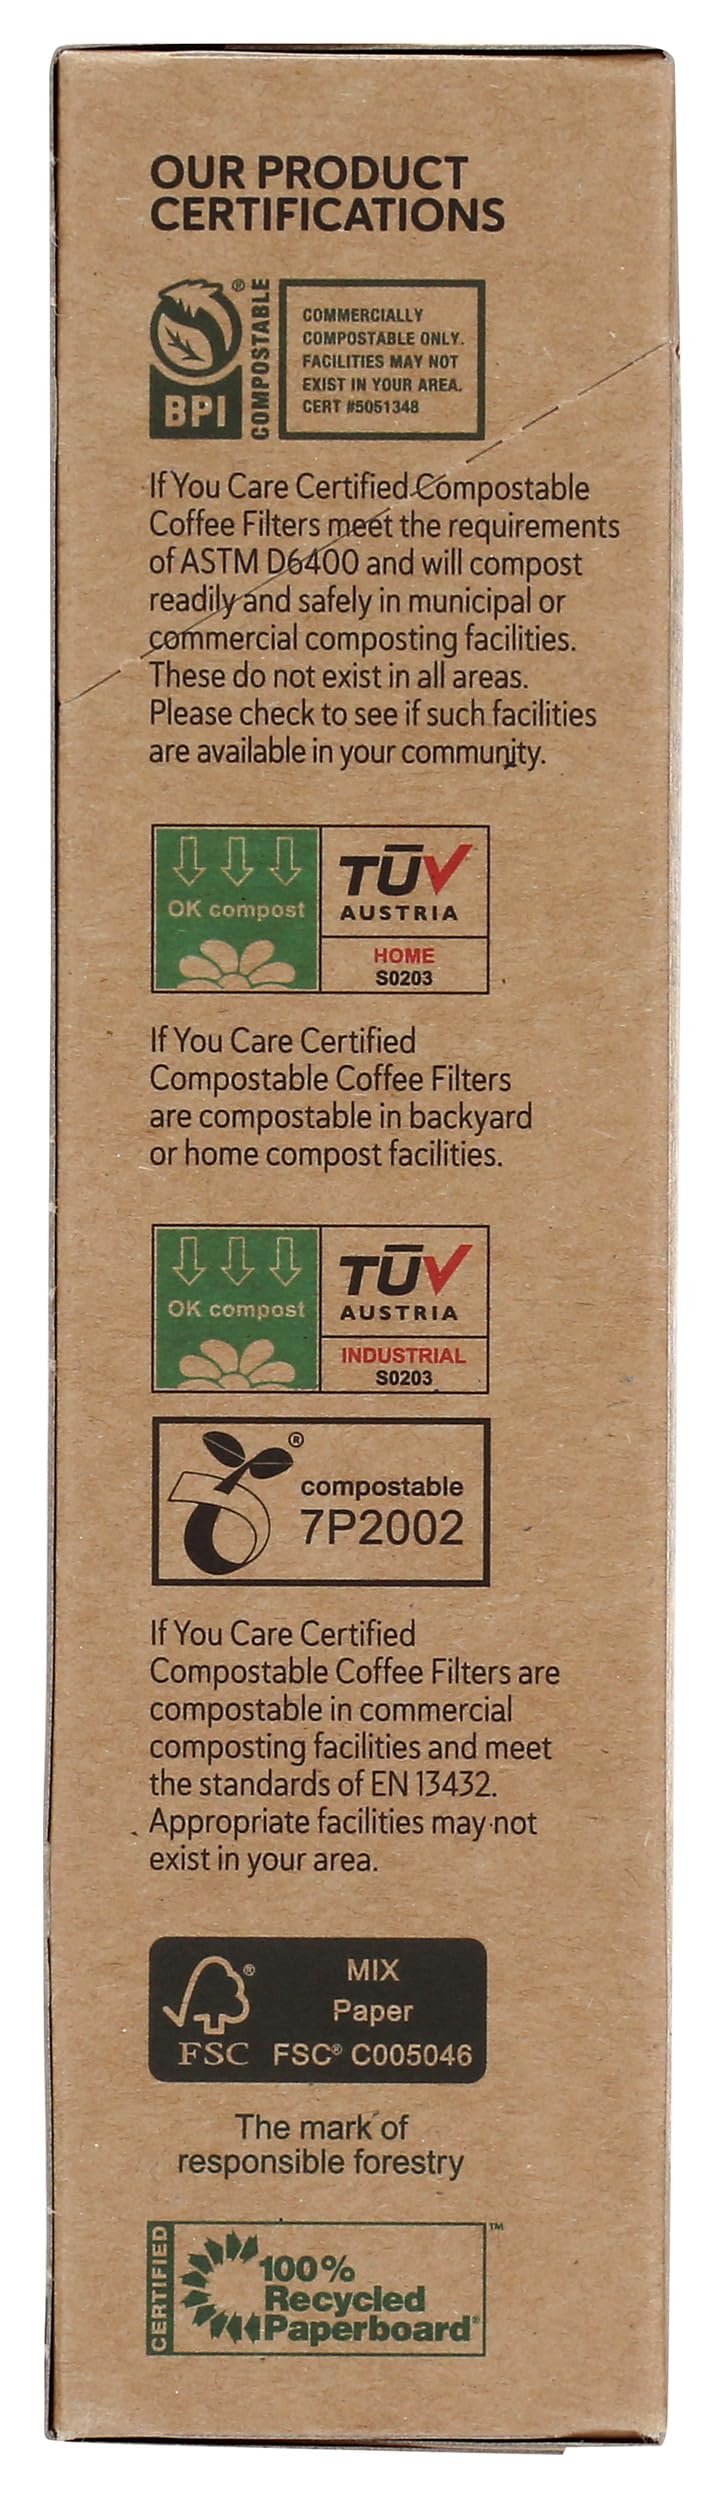 OUR PRODUCT
CERTIFICATIONS
®
BPI
COMPOSTABLE
COMMERCIALLY
COMPOSTABLE ONLY.
FACILITIES MAY NOT
EXIST IN YOUR AREA.
CERT #5051348
If You Care Certified Compostable
Coffee Filters meet the requirements
of ASTM D6400 and will compost
readily and safely in municipal or
commercial composting facilities.
These do not exist in all areas.
Please check to see if such facilities
are available in your community.
OK compost
TÜV
AUSTRIA
HOME
S0203
If You Care Certified
Compostable Coffee Filters
are compostable in backyard
or home compost facilities.
OK compost
TÜV
AUSTRIA
INDUSTRIAL
S0203
®
compostable
7P2002
If You Care Certified
Compostable Coffee Filters are
compostable in commercial
composting facilities and meet
the standards of EN 13432.
Appropriate facilities may not
exist in your area.
®
FSC
MIX
Paper
FSC® C005046
The mark of
responsible forestry
CERTIFIED
100%
Recycled
Paperboard®
™